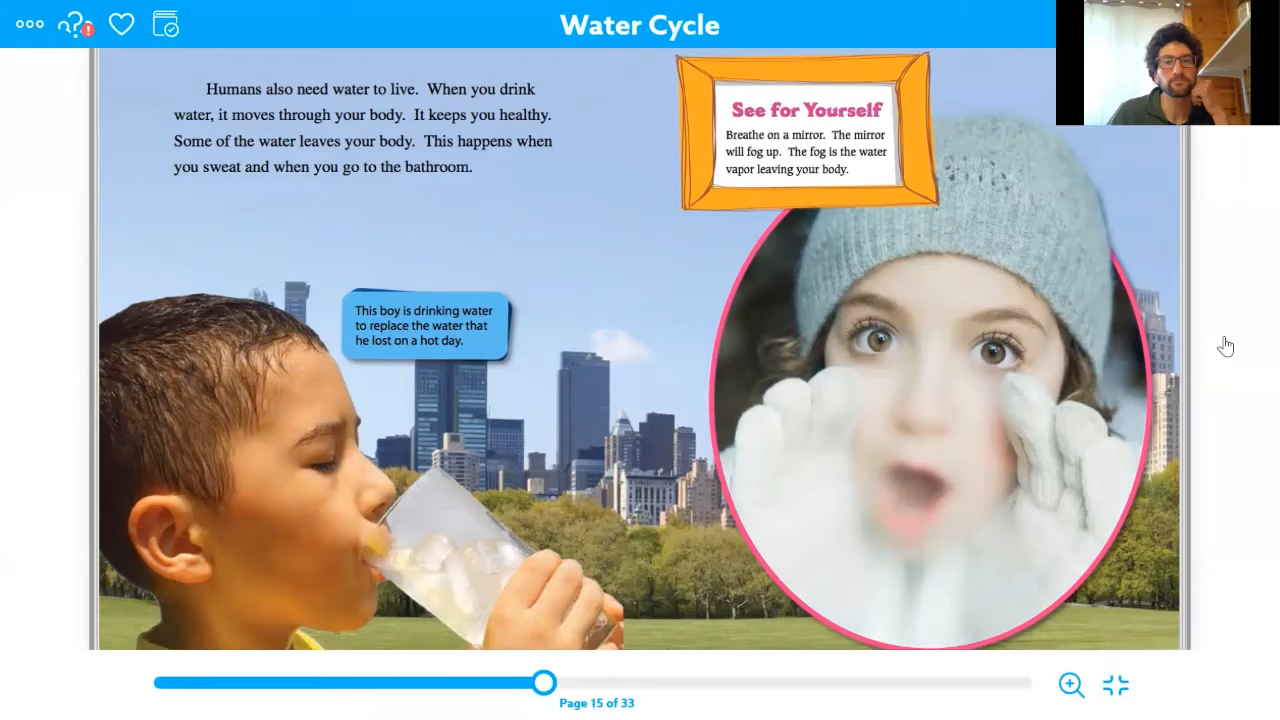 Water Cycle
Humans also need water to live. When you drink
water, it moves through your body. It keeps you healthy.
Some of the water leaves your body. This happens when
you sweat and when you go to the bathroom.
See for Yourself
Breathe on a mirror. The mirror
will fog up. The fog is the water
vapor leaving your body.
This boy is drinking water
to replace the water that
he lost on a hot day.
Page 15 of 33